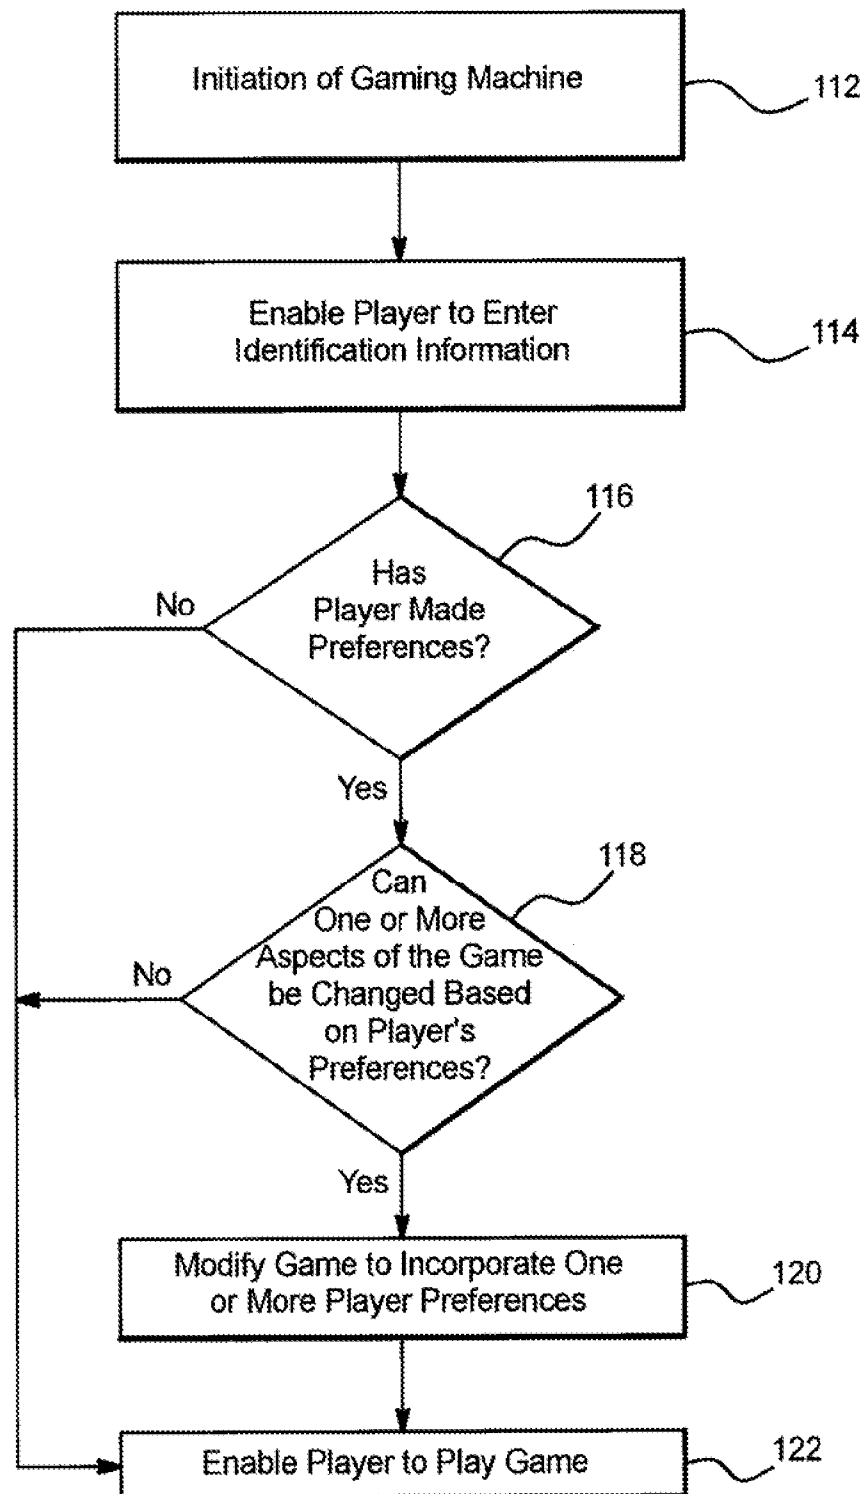 Initiation of Gaming Machine
112
Enable Player to Enter
Identification Information
114
116
Has
Player Made
Preferences?
No
Yes
118
Can
One or More
Aspects of the Game
be Changed Based
on Player's
Preferences?
No
Yes
Modify Game to Incorporate One
or More Player Preferences
120
Enable Player to Play Game
122